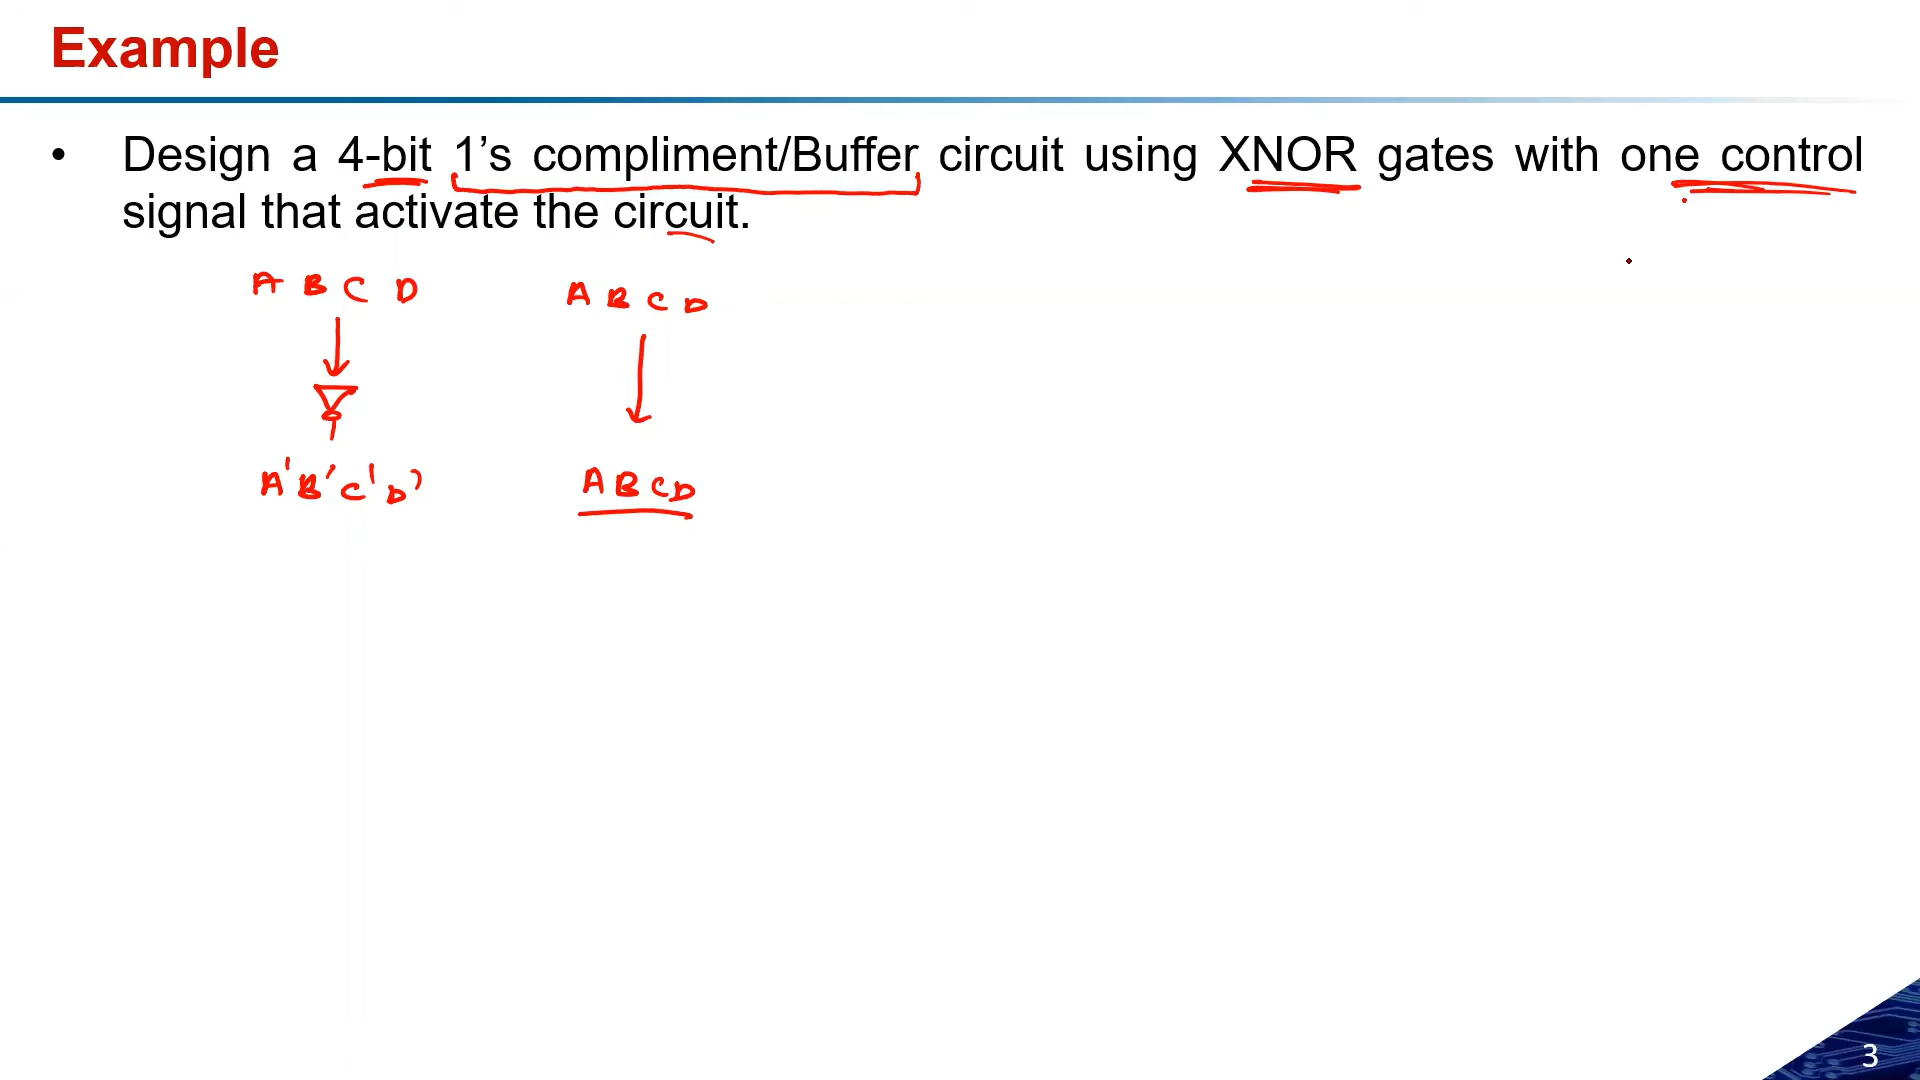 Example
• Design a 4-bit 1’s compliment/Buffer circuit using XNOR gates with one control
signal that activate the circuit.
A B C D
A B C D
A' B' C' D'
A B C D
3